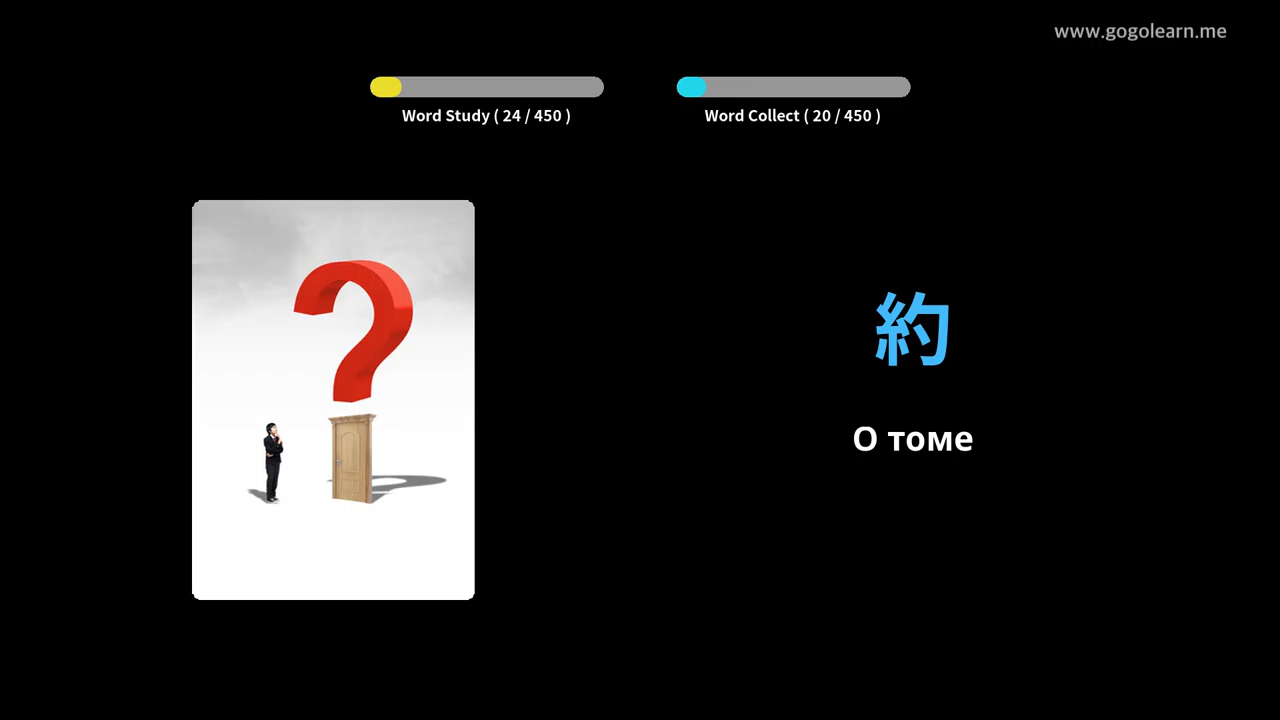 www.gogolearn.me
Word Study ( 24 / 450 )
Word Collect ( 20 / 450 )
約
О томе